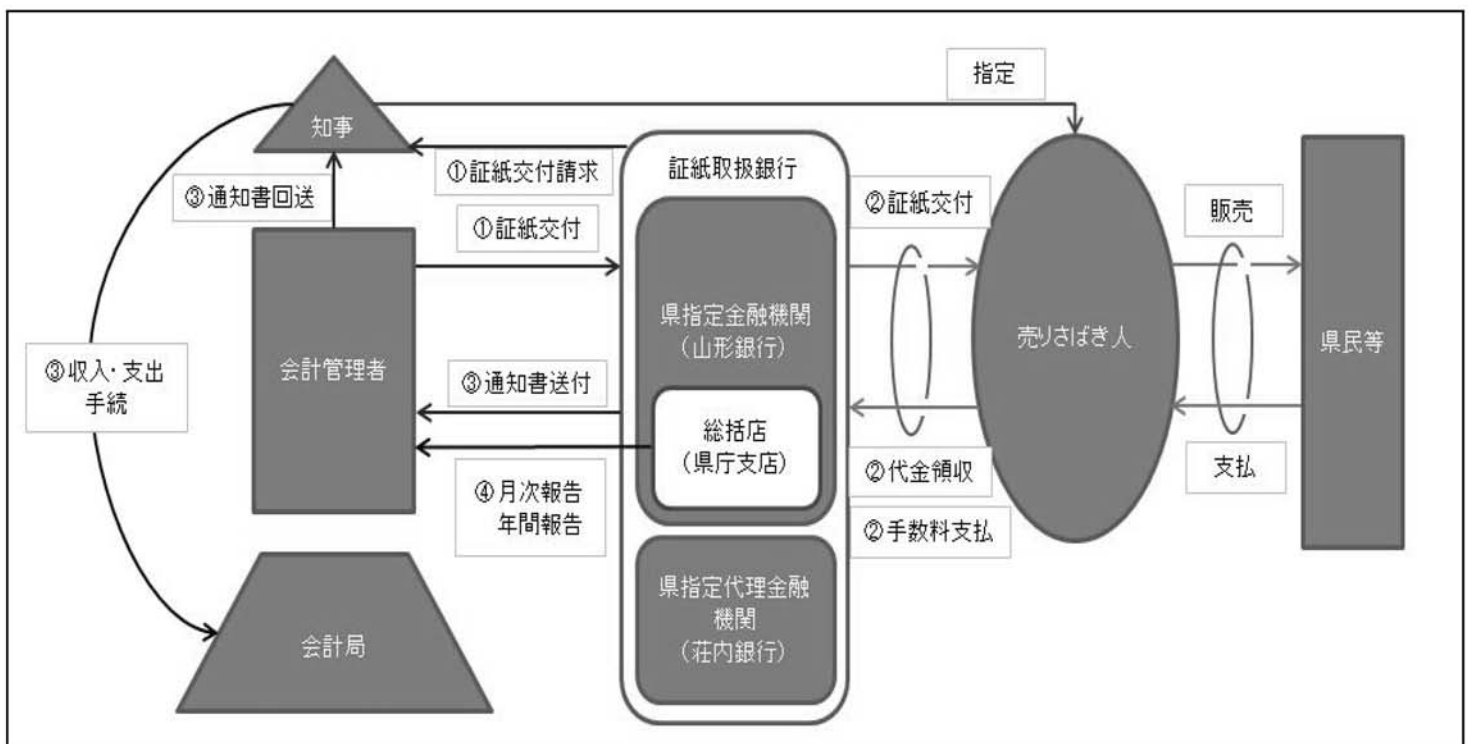 指定
知事
①証紙交付請求
証紙取扱銀行
③通知書回送
②証紙交付
販売
①証紙交付
県指定金融機関
(山形銀行)
売りさばき人
県民等
③収入・支出
手続
会計管理者
③通知書送付
総括店
(県庁支店)
②代金領収
支払
④月次報告
年間報告
②手数料支払
県指定代理金融
機関
(荘内銀行)
会計局